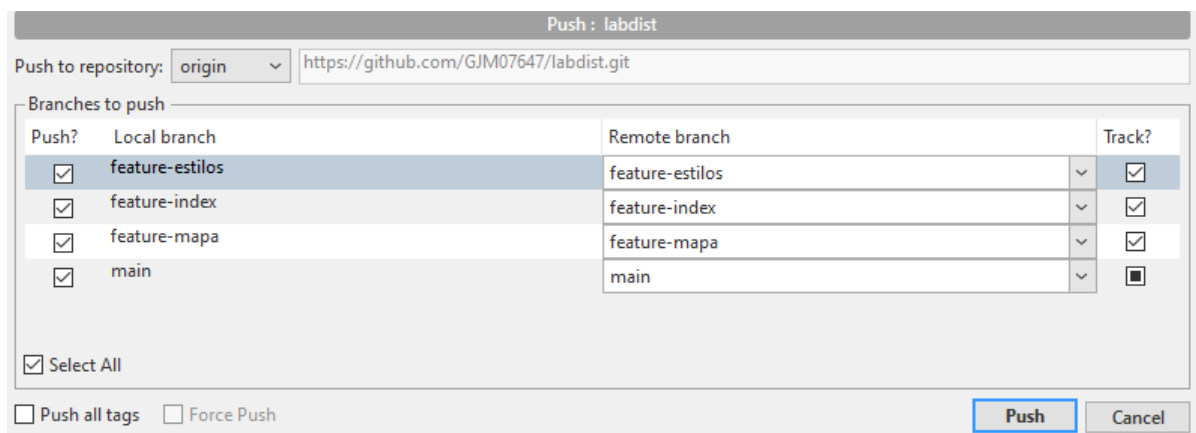 Push : labdist
Push to repository: origin https://github.com/GJM07647/labdist.git
Branches to push
Push? Local branch Remote branch Track?
feature-estilos feature-estilos
feature-index feature-index
feature-mapa feature-mapa
main main
Select All
Push all tags Force Push Push Cancel